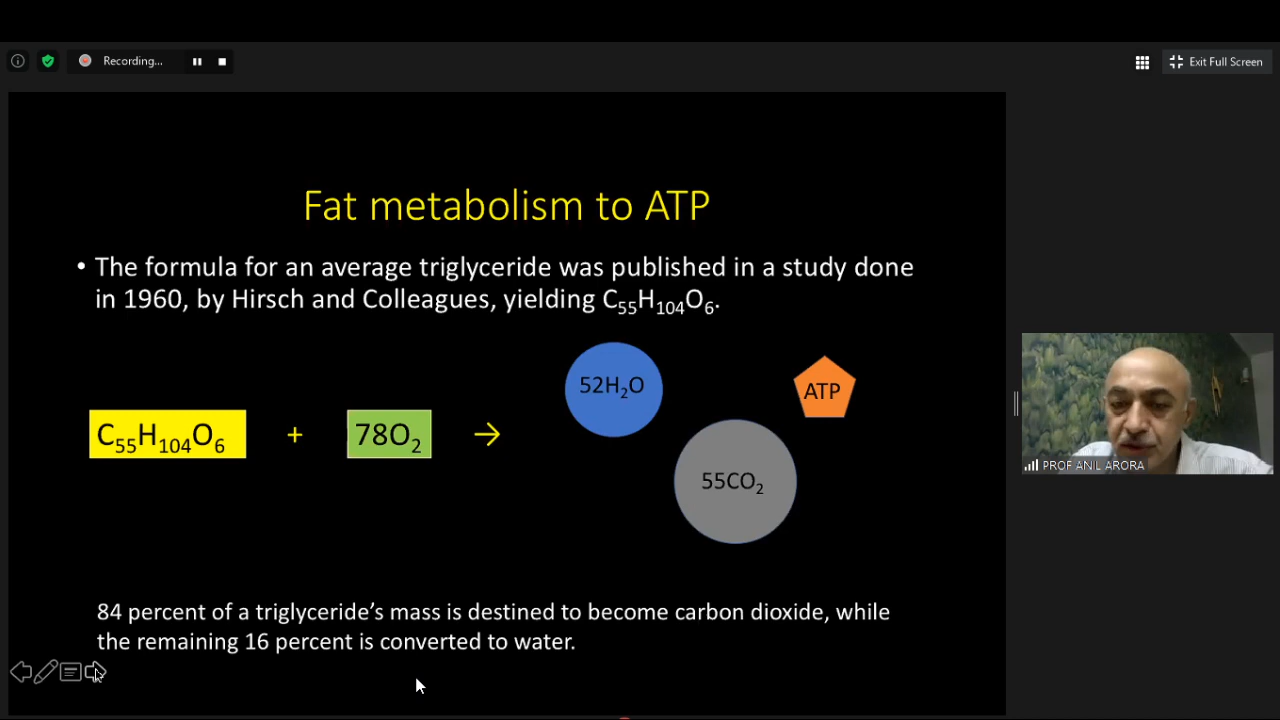 Recording...
Exit Full Screen
Fat metabolism to ATP
• The formula for an average triglyceride was published in a study done
in 1960, by Hirsch and Colleagues, yielding C₅₅H₁₀₄O₆.
52H₂O
ATP
C₅₅H₁₀₄O₆ + 78O₂ →
55CO₂
PROF ANIL ARORA
84 percent of a triglyceride’s mass is destined to become carbon dioxide, while
the remaining 16 percent is converted to water.